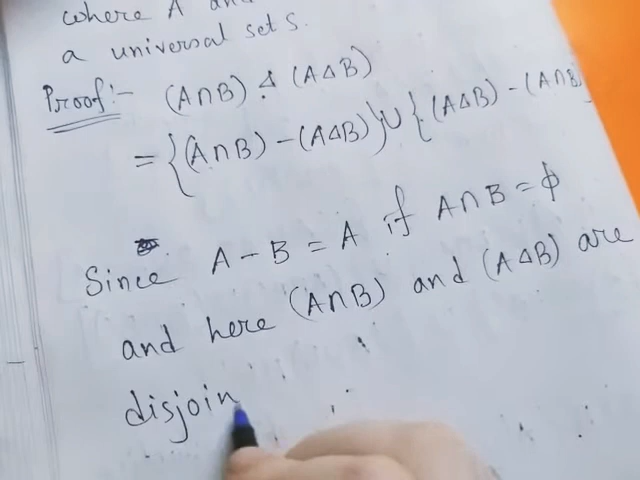 where A and
a universal set S.
Proof:- (A∩B) Δ (AΔB)
= {(A∩B) - (AΔB)} ∪ {(AΔB) - (A∩B)
Since A - B = A if A∩B = ϕ
and here (A∩B) and (AΔB) are
disjoin